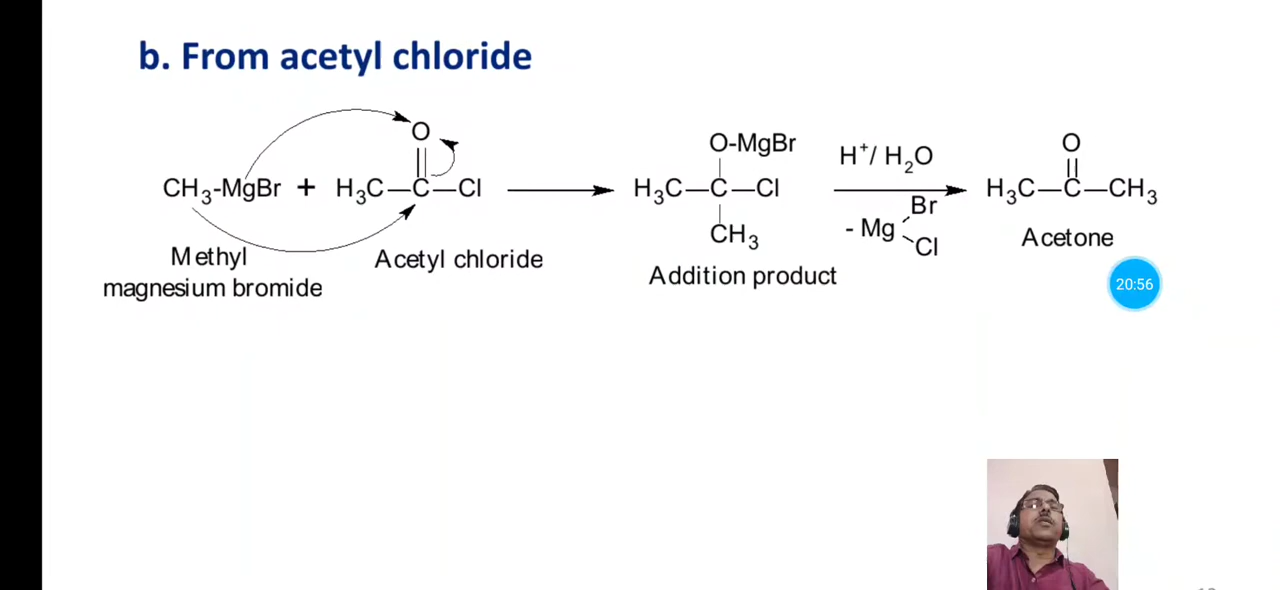 b. From acetyl chloride
O
CH₃-MgBr + H₃C—C—Cl
Methyl
magnesium bromide
Acetyl chloride
O-MgBr
H₃C—C—Cl
CH₃
Addition product
H⁺/ H₂O
- Mg
Br
Cl
O
H₃C—C—CH₃
Acetone
20:56